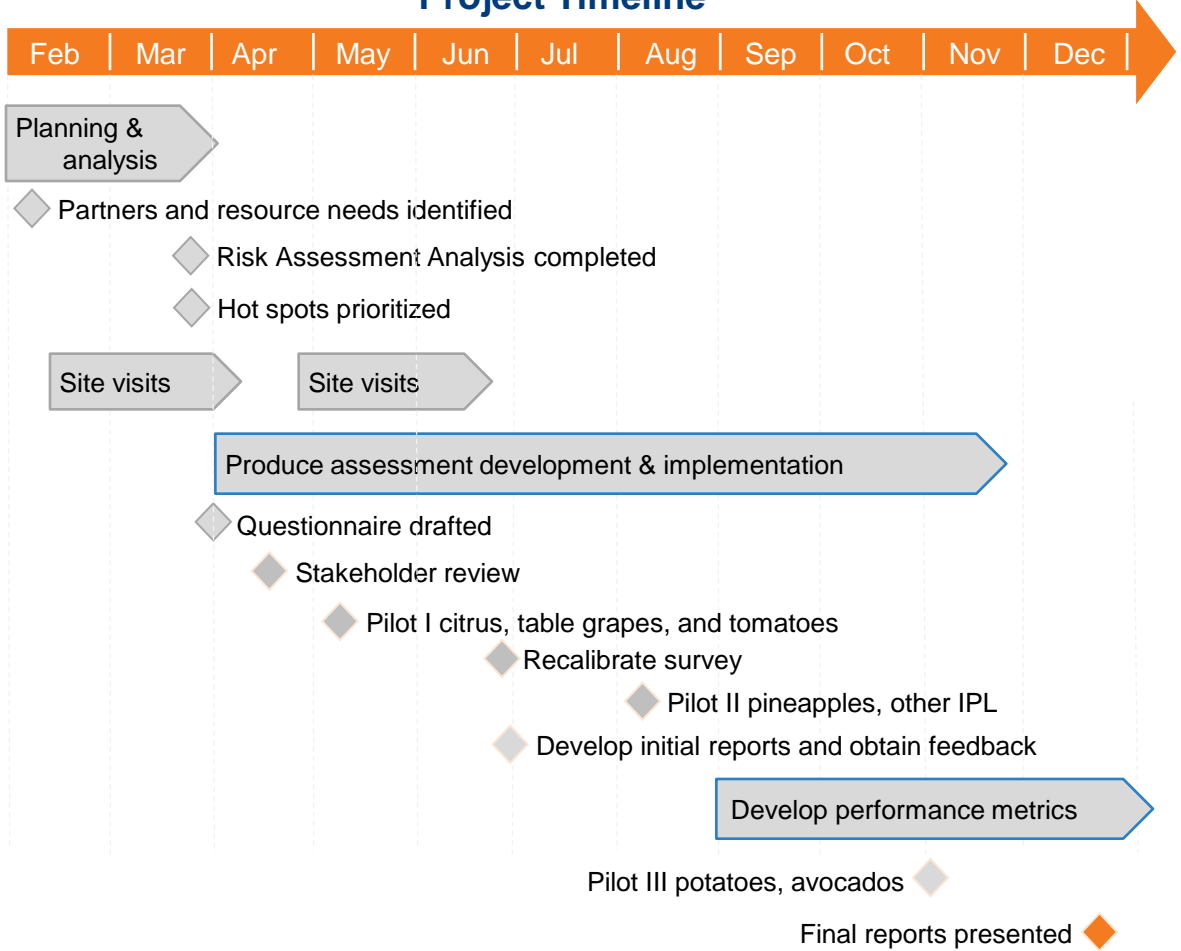 Project Timeline
Feb Mar Apr May Jun Jul Aug Sep Oct Nov Dec
Planning &
analysis
Partners and resource needs identified
Risk Assessment Analysis completed
Hot spots prioritized
Site visits Site visits
Produce assessment development & implementation
Questionnaire drafted
Stakeholder review
Pilot I citrus, table grapes, and tomatoes
Recalibrate survey
Pilot II pineapples, other IPL
Develop initial reports and obtain feedback
Develop performance metrics
Pilot III potatoes, avocados
Final reports presented